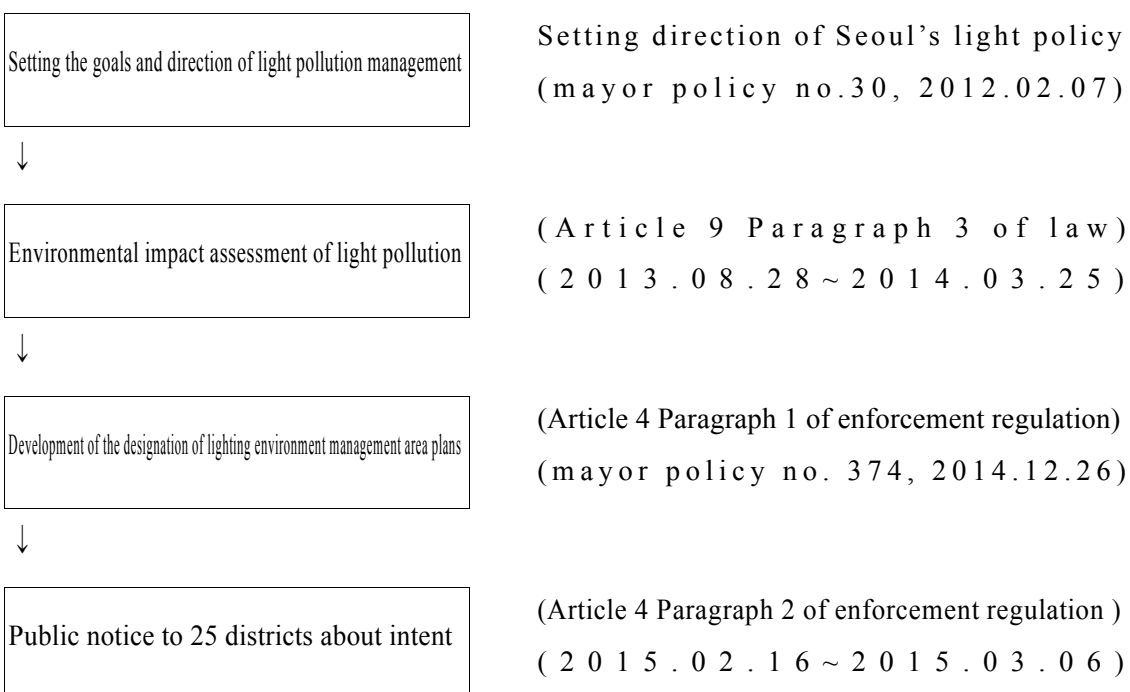 Setting the goals and direction of light pollution management
Setting direction of Seoul's light policy
(mayor policy no.30, 2012.02.07)
↓
Environmental impact assessment of light pollution
(Article 9 Paragraph 3 of law)
(2013.08.28~2014.03.25)
↓
Development of the designation of lighting environment management area plans
(Article 4 Paragraph 1 of enforcement regulation)
(mayor policy no. 374, 2014.12.26)
↓
Public notice to 25 districts about intent
(Article 4 Paragraph 2 of enforcement regulation )
(2015.02.16~2015.03.06)